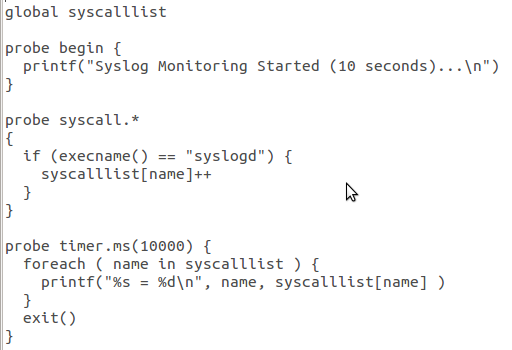 global syscalllist
probe begin {
printf("Syslog Monitoring Started (10 seconds)...\n")
}
probe syscall.*
{
if (execname() == "syslogd") {
syscalllist[name]++
}
}
probe timer.ms(10000) {
foreach ( name in syscalllist ) {
printf("%s = %d\n", name, syscalllist[name] )
}
exit()
}